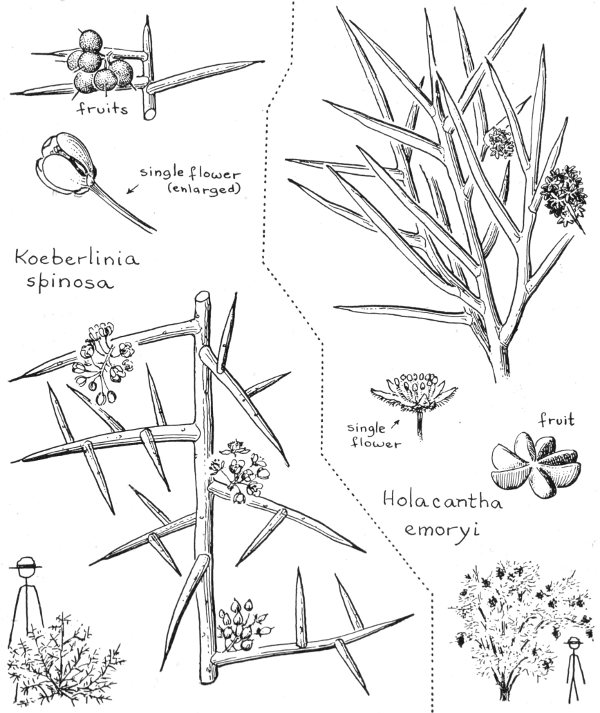 fruits
single flower
(enlarged)
Koeberlinia
spinosa
single
flower
fruit
Holacantha
emoryi